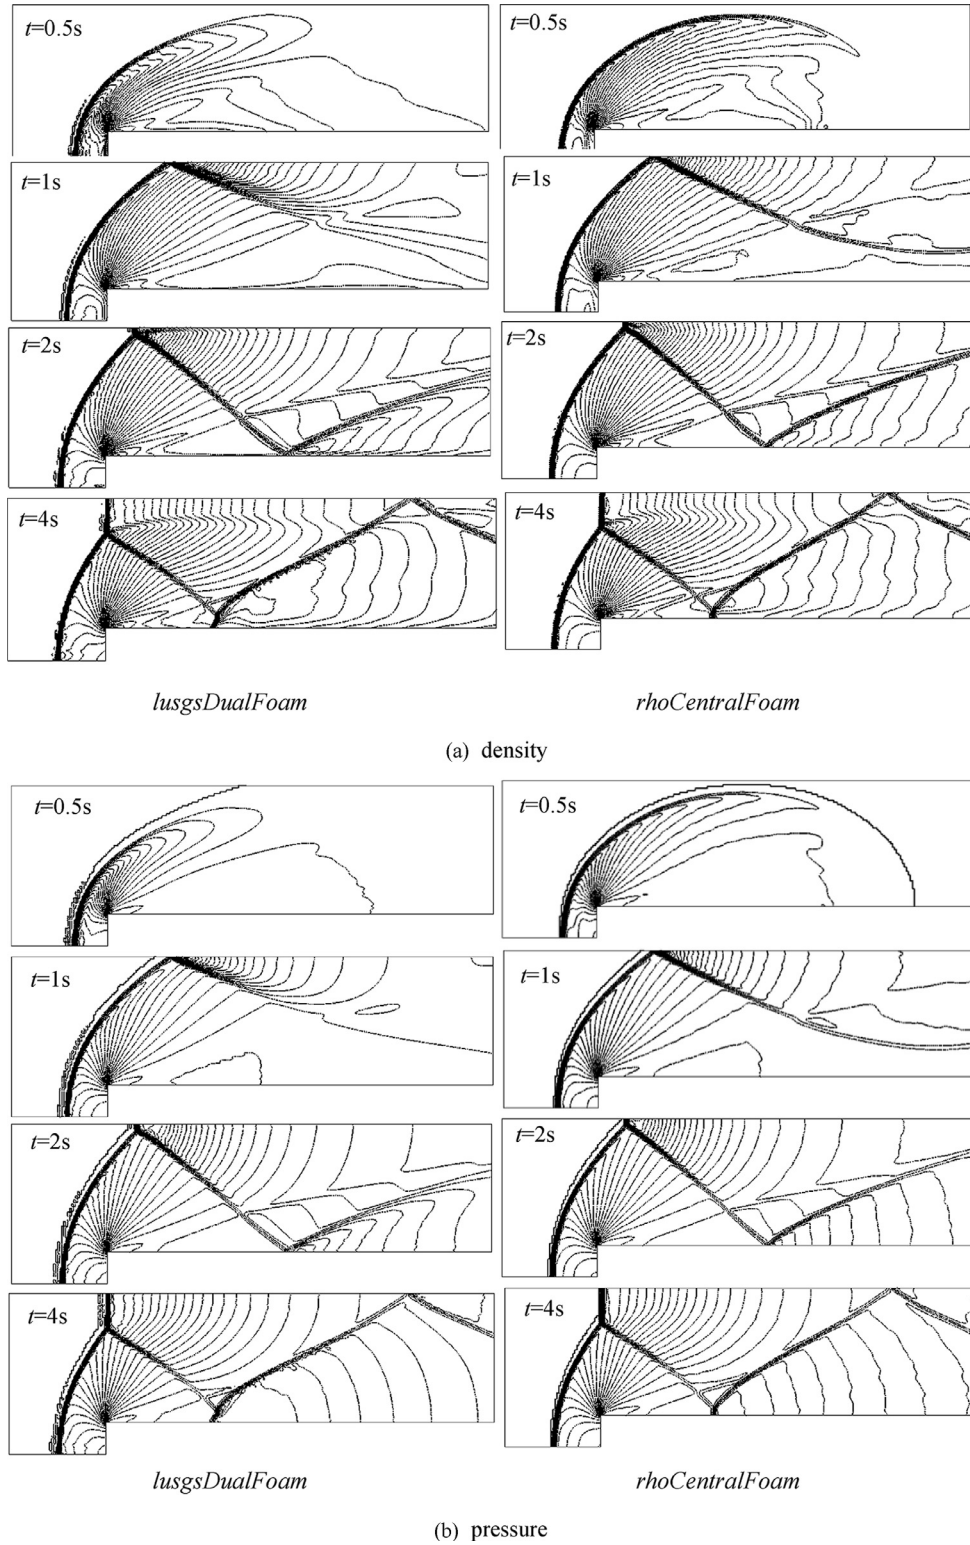 t=0.5s t=0.5s
t=1s t=1s
t=2s t=2s
t=4s t=4s
lusgsDualFoam rhoCentralFoam
(a) density
t=0.5s t=0.5s
t=1s t=1s
t=2s t=2s
t=4s t=4s
lusgsDualFoam rhoCentralFoam
(b) pressure